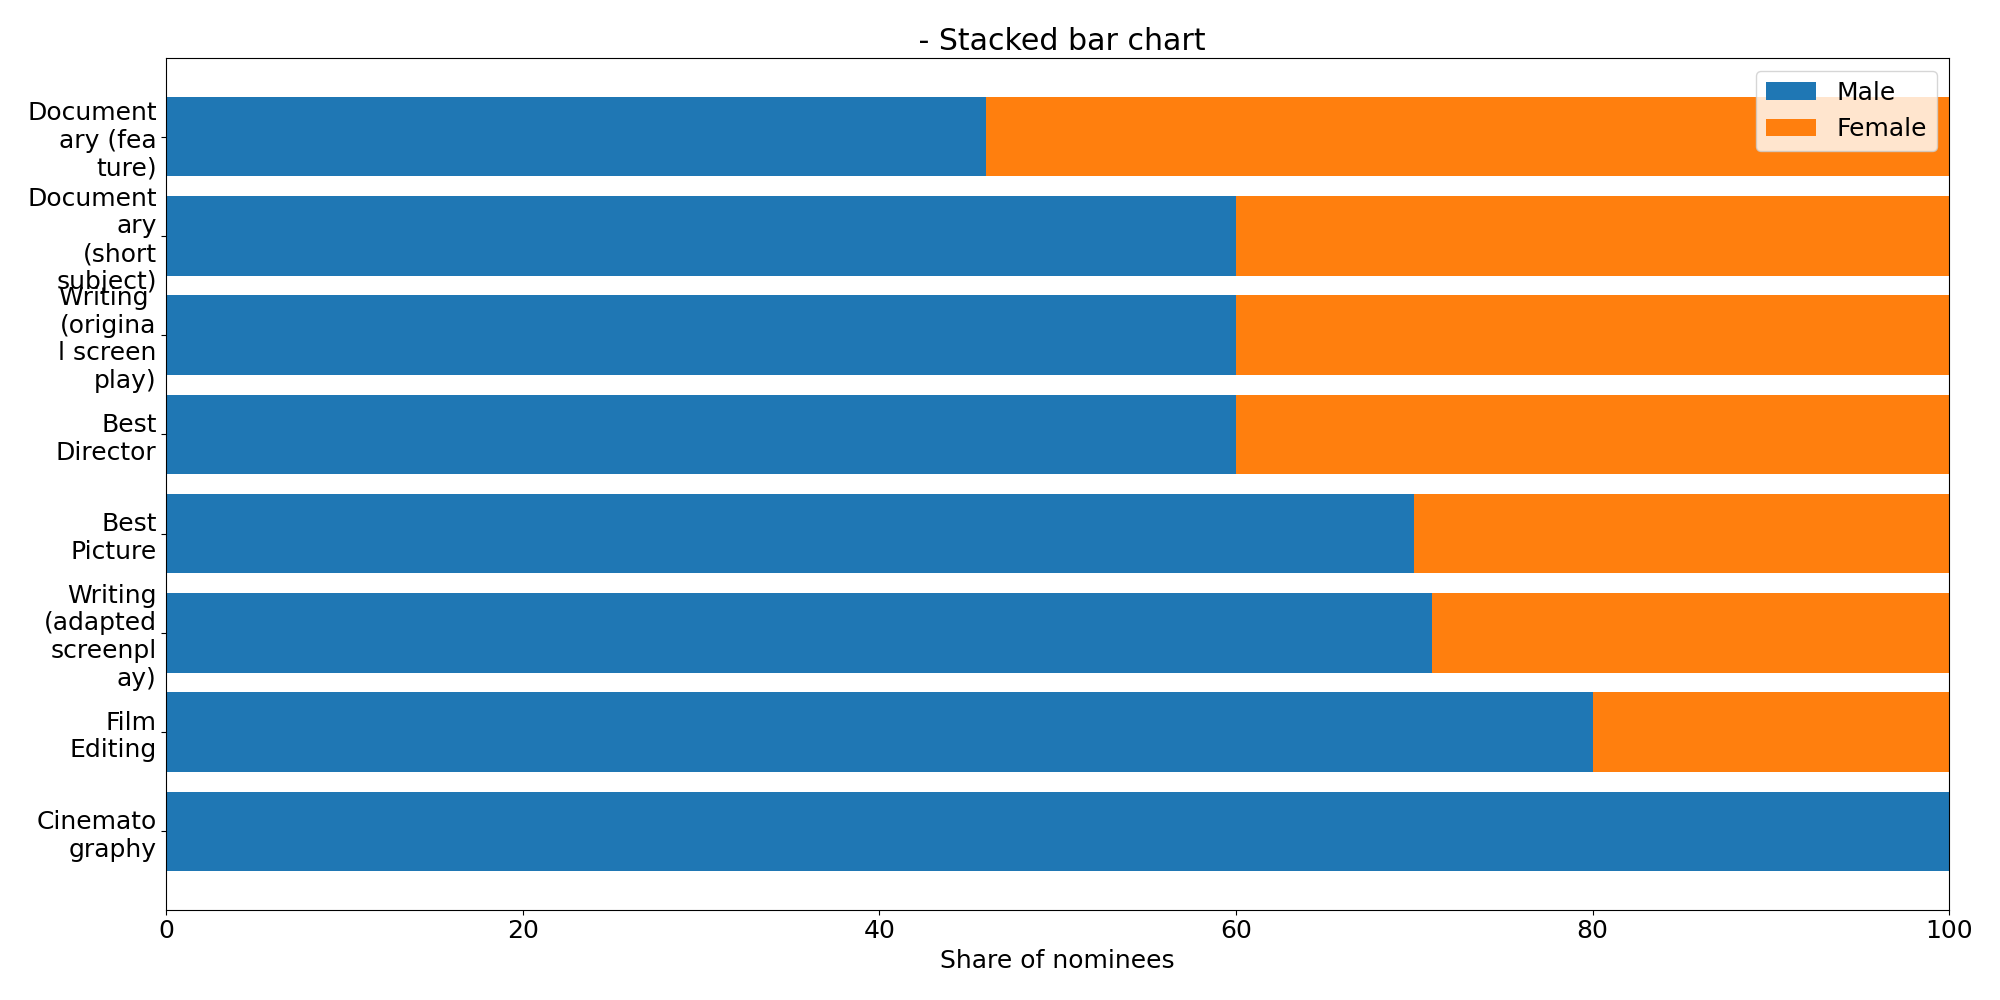 - Stacked bar chart
Male
Female
Document
ary (fea
ture)
Document
ary
(short
subject)
Writing
(origina
l screen
play)
Best
Director
Best
Picture
Writing
(adapted
screenpl
ay)
Film
Editing
Cinemato
graphy
0 20 40 60 80 100
Share of nominees